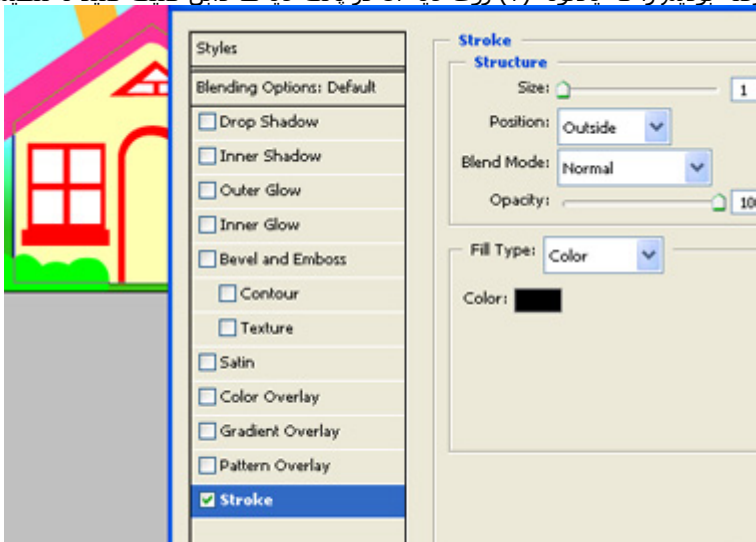 Styles
Blending Options: Default
Drop Shadow
Inner Shadow
Outer Glow
Inner Glow
Bevel and Emboss
Contour
Texture
Satin
Color Overlay
Gradient Overlay
Pattern Overlay
Stroke
Stroke
Structure
Size: 1
Position: Outside
Blend Mode: Normal
Opacity: 100
Fill Type: Color
Color: